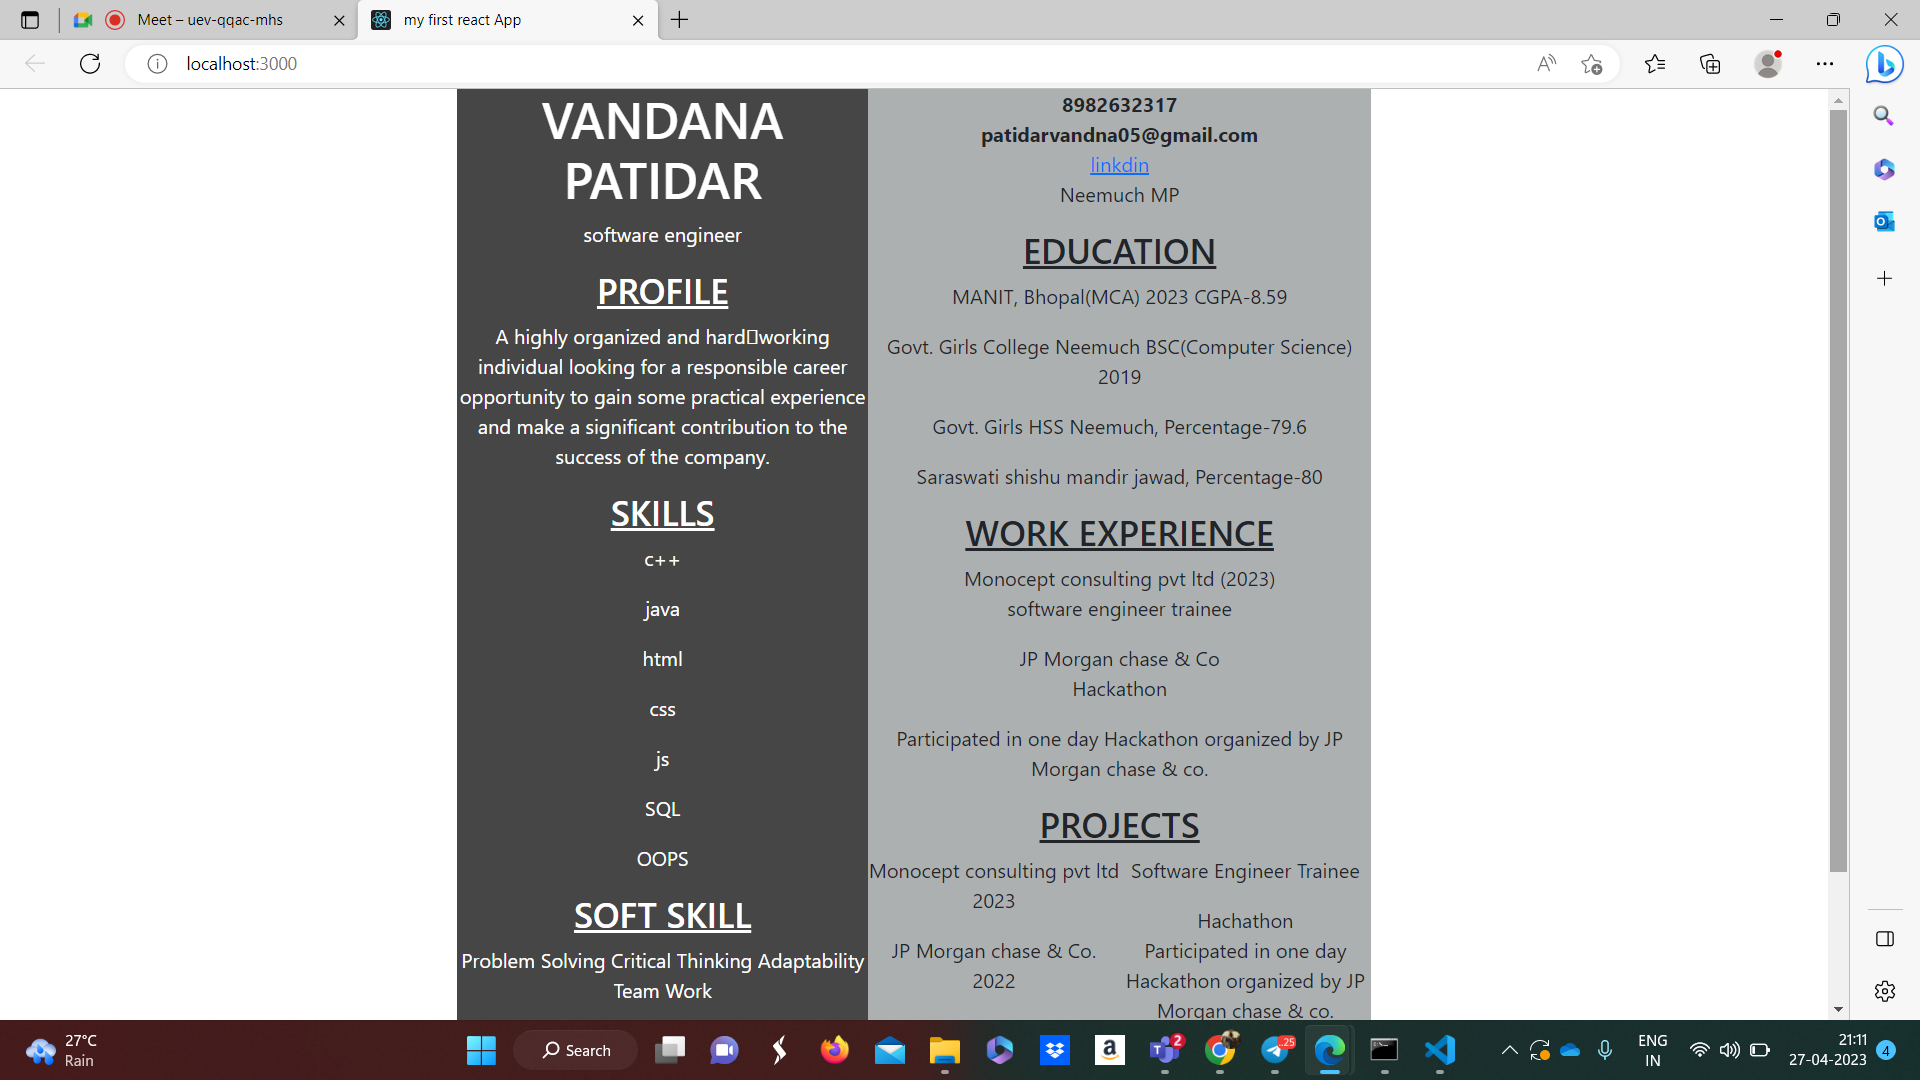 Meet – uev-qqac-mhs
my first react App
localhost:3000
VANDANA
PATIDAR
software engineer
PROFILE
A highly organized and hard▯working
individual looking for a responsible career
opportunity to gain some practical experience
and make a significant contribution to the
success of the company.
SKILLS
c++
java
html
css
js
SQL
OOPS
SOFT SKILL
Problem Solving Critical Thinking Adaptability
Team Work
8982632317
patidarvandna05@gmail.com
linkdin
Neemuch MP
EDUCATION
MANIT, Bhopal(MCA) 2023 CGPA-8.59
Govt. Girls College Neemuch BSC(Computer Science)
2019
Govt. Girls HSS Neemuch, Percentage-79.6
Saraswati shishu mandir jawad, Percentage-80
WORK EXPERIENCE
Monocept consulting pvt ltd (2023)
software engineer trainee
JP Morgan chase & Co
Hackathon
Participated in one day Hackathon organized by JP
Morgan chase & co.
PROJECTS
Monocept consulting pvt ltd
2023
JP Morgan chase & Co.
2022
Software Engineer Trainee
Hachathon
Participated in one day
Hackathon organized by JP
Morgan chase & co.
27°C
Rain
Search
2
..25
ENG
IN
21:11
27-04-2023
4